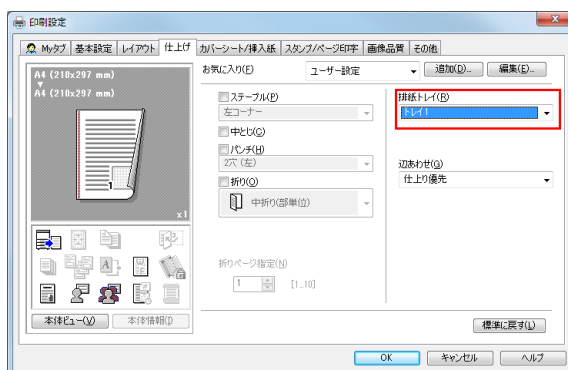 印刷設定
Myタブ 基本設定 レイアウト 仕上げ カバーシート/挿入紙 スタンプ/ページ印字 画像品質 その他
A4 (210x297 mm)
A4 (210x297 mm)
1
x1
本体ビュー(V) 本体情報(I)
お気に入り(F) ユーザー設定 追加(D)... 編集(E)...
ステープル(P)
左コーナー
中とじ(C)
パンチ(H)
2穴 (左)
折り(O)
中折り(部単位)
折りページ指定(N)
1 [1..10]
排紙トレイ(R)
トレイ1
辺あわせ(G)
仕上り優先
標準に戻す(L)
OK キャンセル ヘルプ